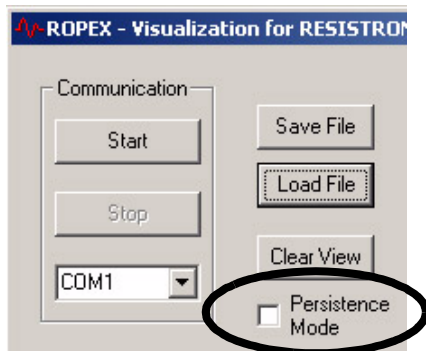 ROPEX - Visualization for RESISTRON
Communication
Start
Stop
COM1
Save File
Load File
Clear View
Persistence
Mode